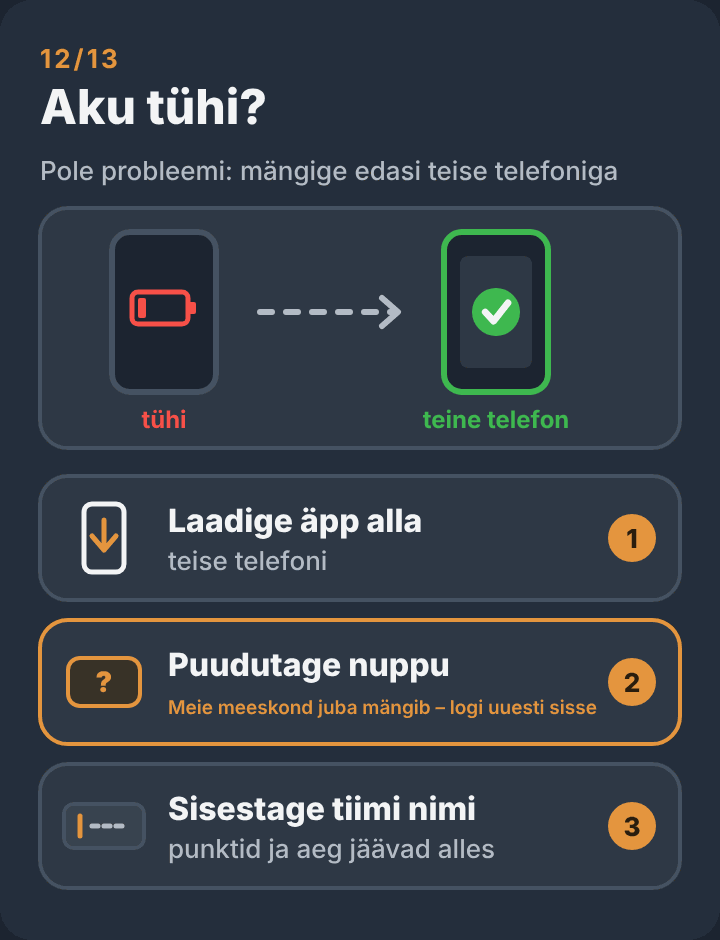 12/13
Aku tühi?
Pole probleemi: mängige edasi teise telefoniga
tühi
teine telefon
Laadige äpp alla
teise telefoni
1
?
Puudutage nuppu
Meie meeskond juba mängib – logi uuesti sisse
2
Sisestage tiimi nimi
punktid ja aeg jäävad alles
3